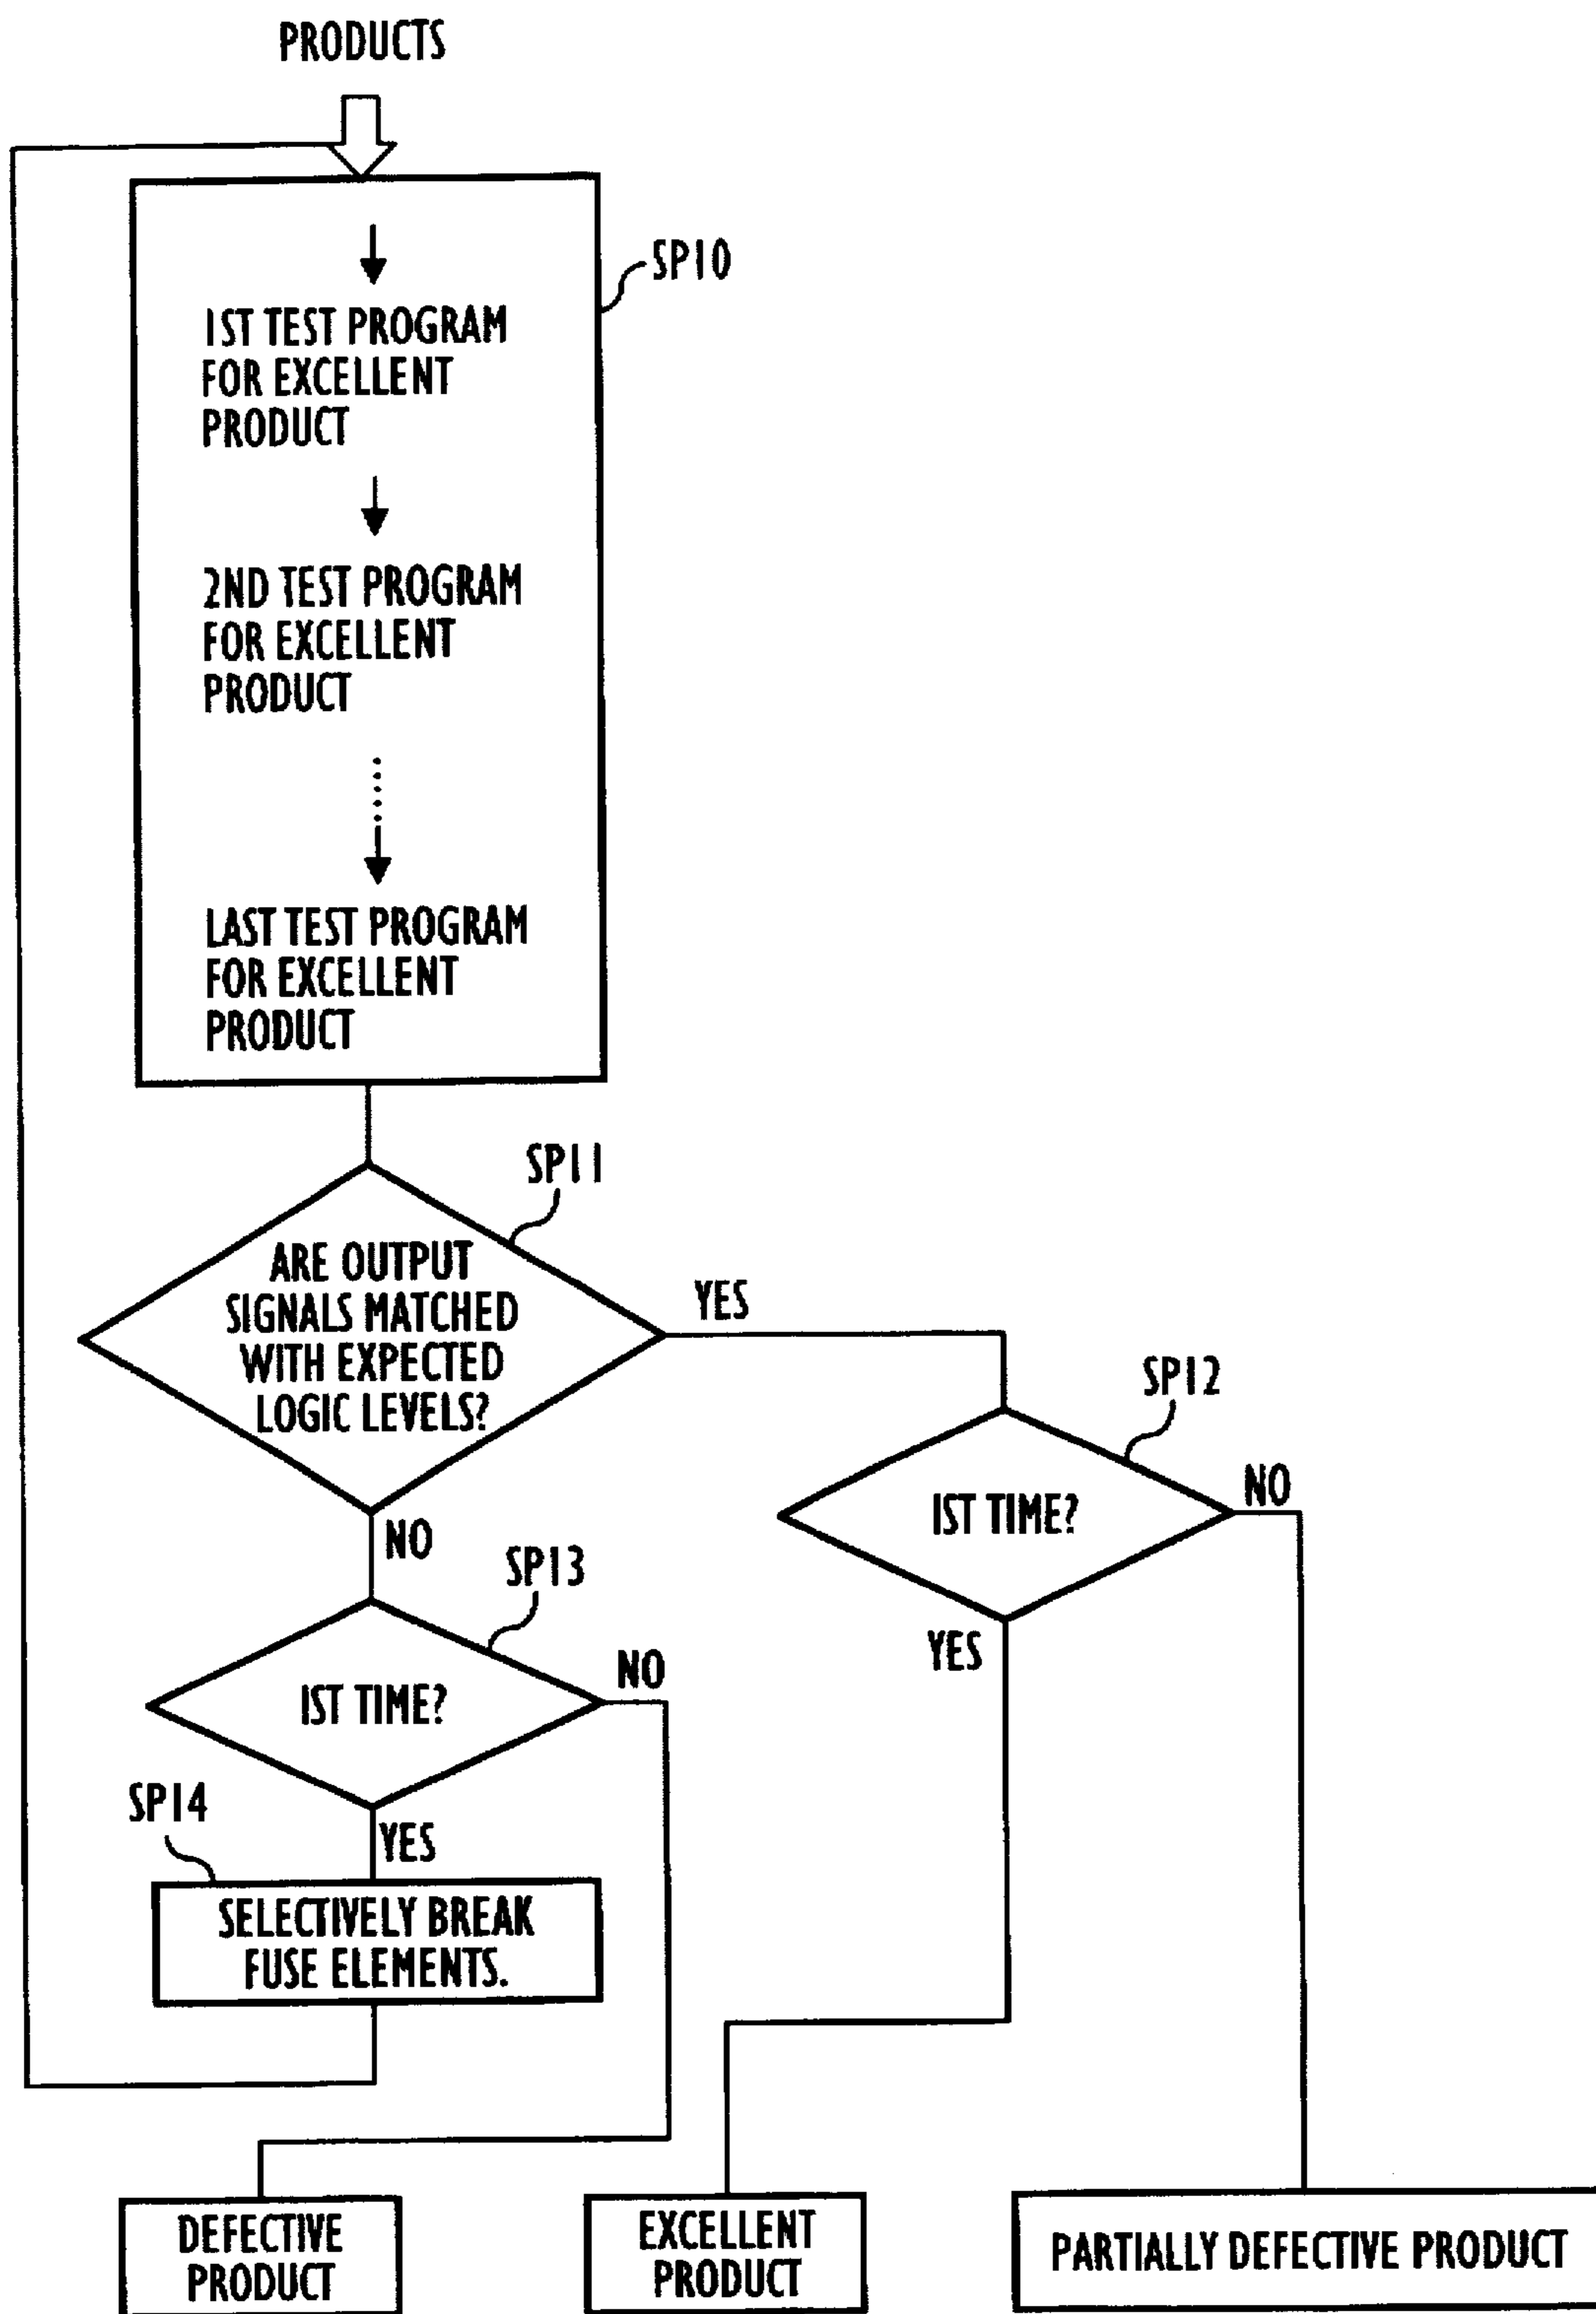 PRODUCTS
SP10
1ST TEST PROGRAM
FOR EXCELLENT
PRODUCT
2ND TEST PROGRAM
FOR EXCELLENT
PRODUCT
LAST TEST PROGRAM
FOR EXCELLENT
PRODUCT
SP11
ARE OUTPUT
SIGNALS MATCHED
WITH EXPECTED
LOGIC LEVELS?
YES
SP12
IST TIME?
NO
NO
SP13
YES
IST TIME?
NO
SP14
YES
SELECTIVELY BREAK
FUSE ELEMENTS.
DEFECTIVE
PRODUCT
EXCELLENT
PRODUCT
PARTIALLY DEFECTIVE PRODUCT